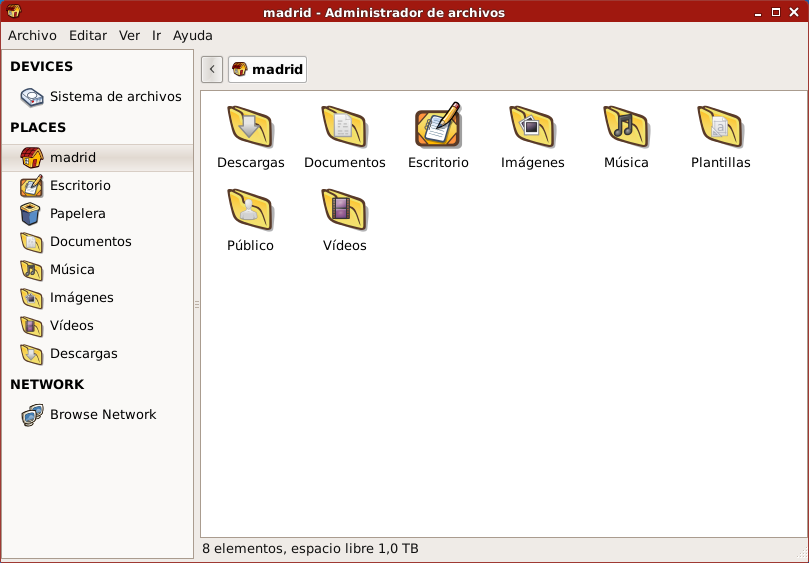 madrid - Administrador de archivos
Archivo Editar Ver Ir Ayuda
DEVICES
Sistema de archivos
PLACES
madrid
Escritorio
Papelera
Documentos
Música
Imágenes
Vídeos
Descargas
NETWORK
Browse Network
madrid
Descargas Documentos Escritorio Imágenes Música Plantillas
Público Vídeos
8 elementos, espacio libre 1,0 TB